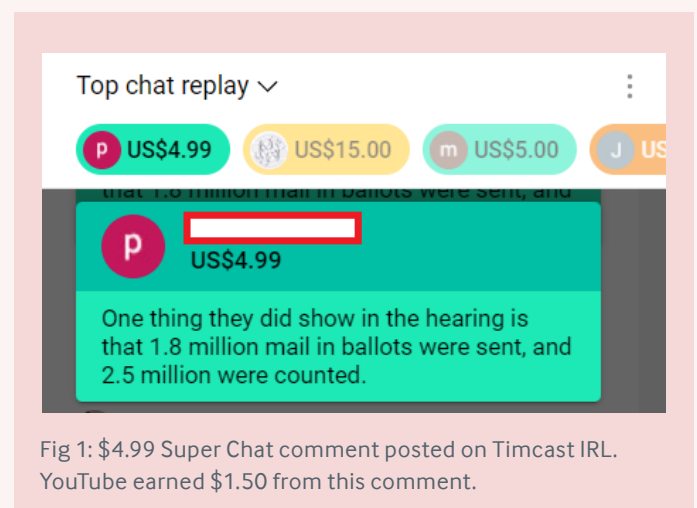 Top chat replay
p US$4.99 US$15.00 m US$5.00 J US
that 1.8 million mail in ballots were sent, and
p
US$4.99
One thing they did show in the hearing is
that 1.8 million mail in ballots were sent, and
2.5 million were counted.
Fig 1: $4.99 Super Chat comment posted on Timcast IRL.
YouTube earned $1.50 from this comment.